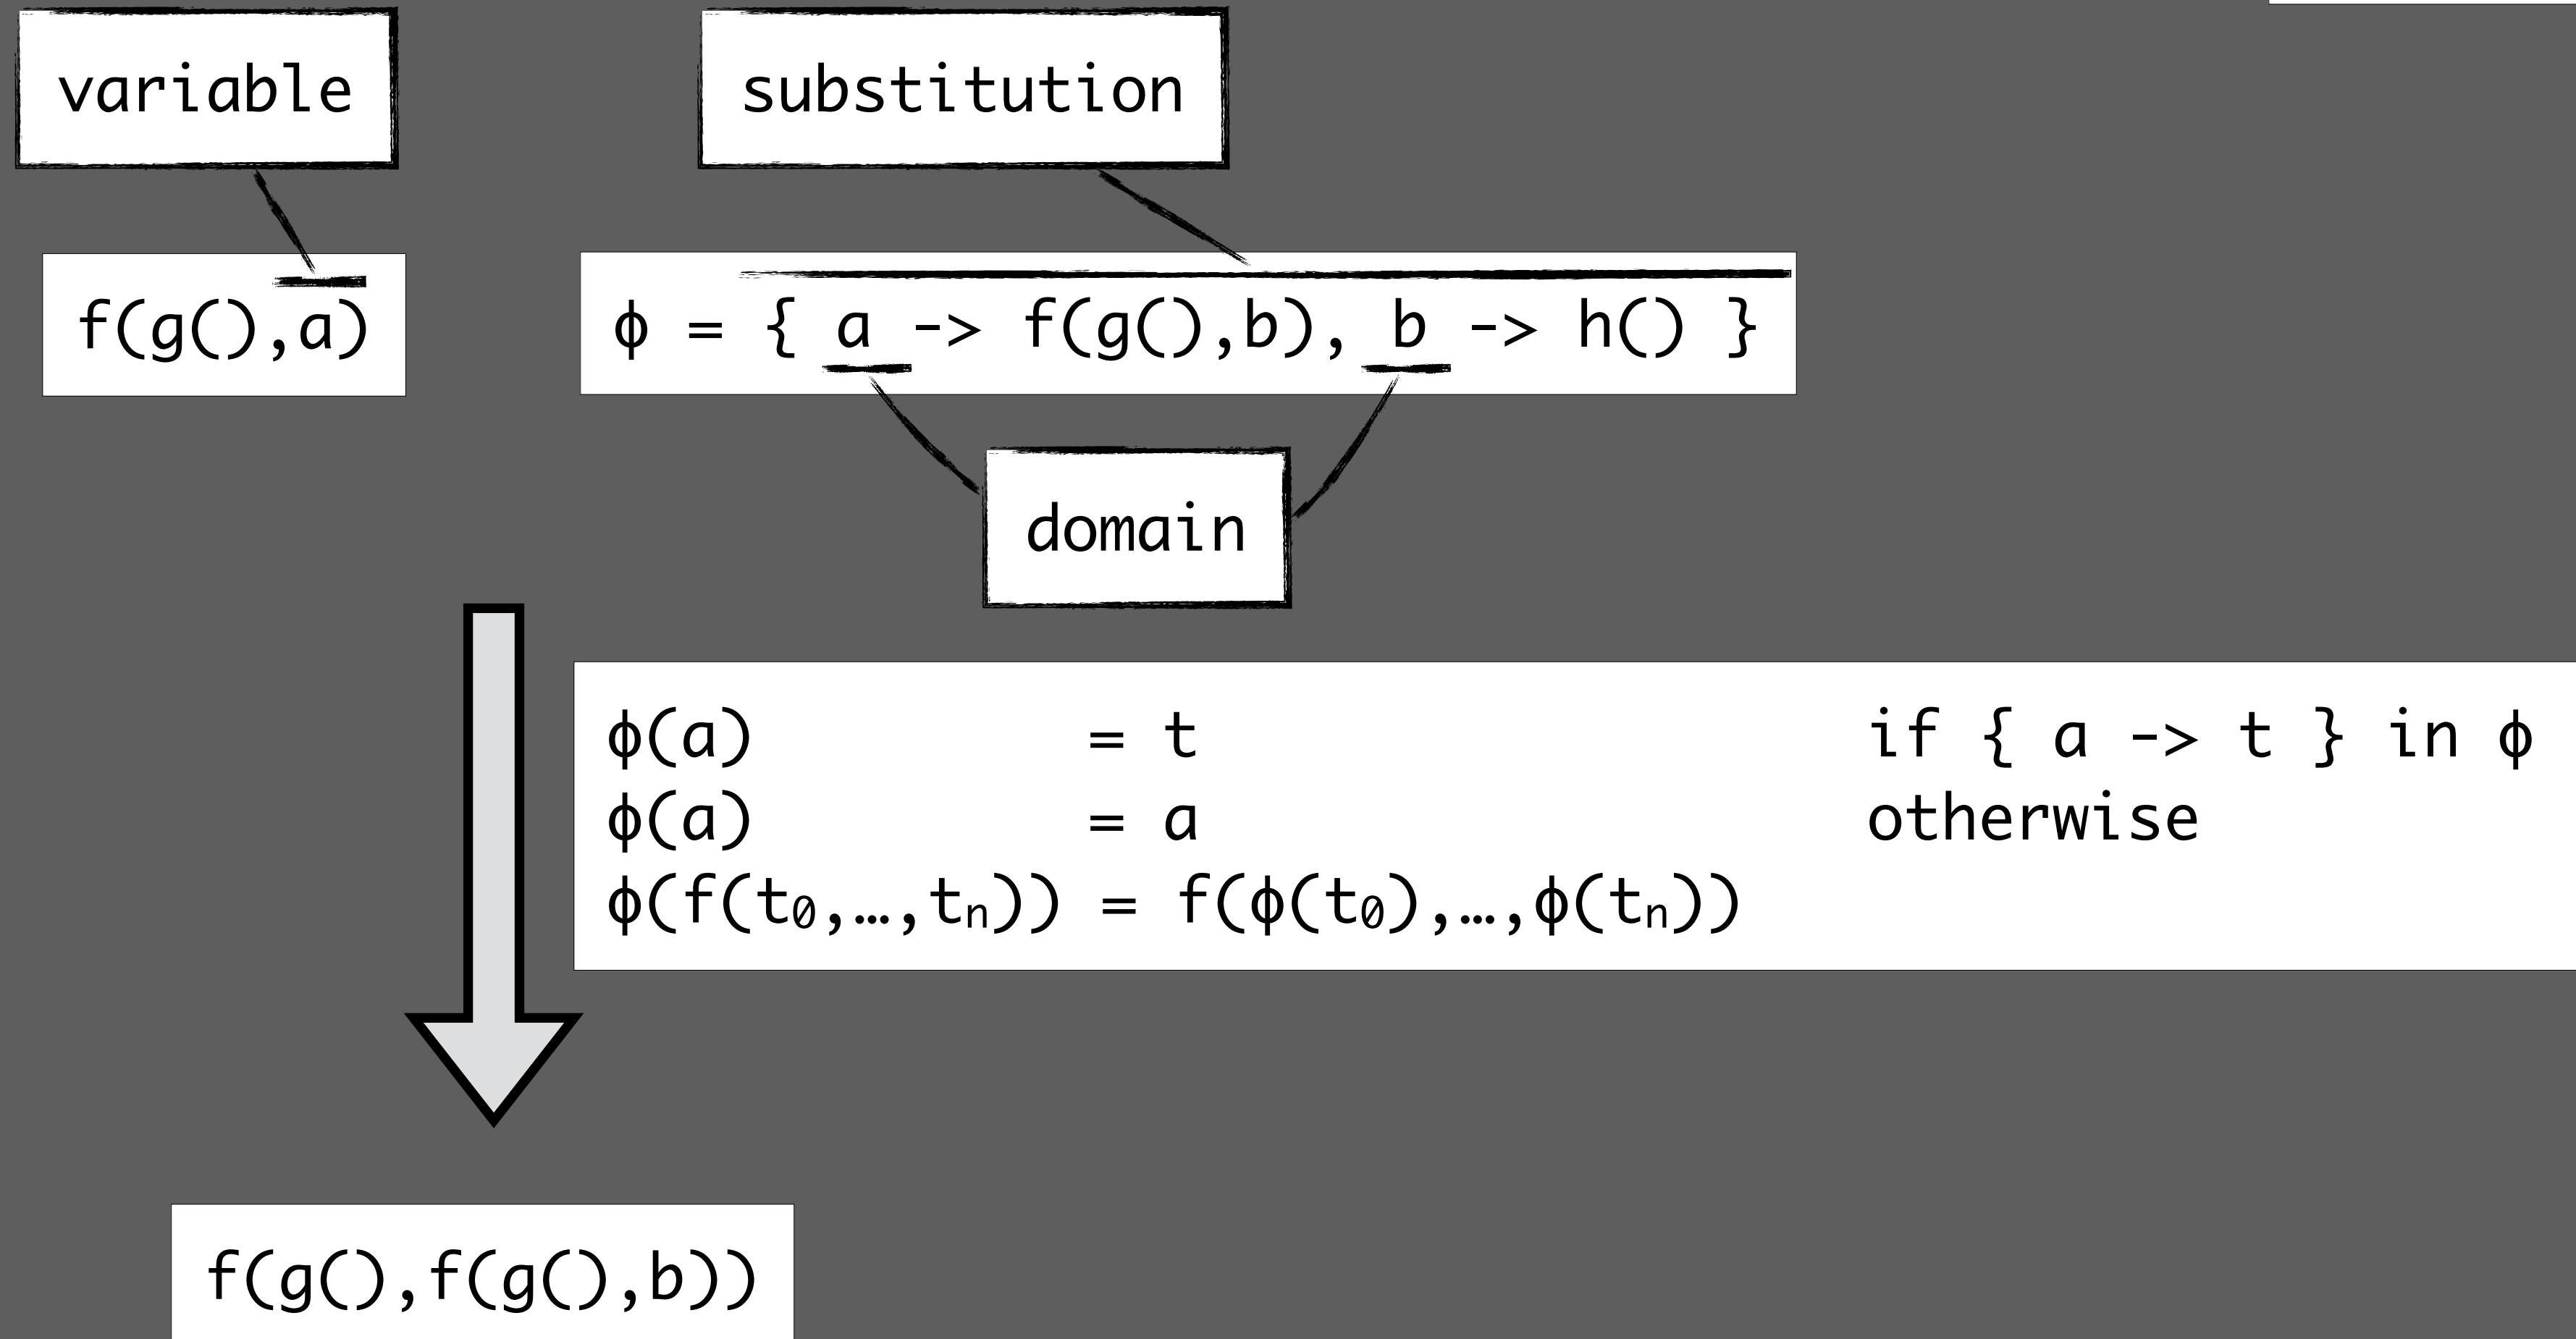 variable
substitution
f(g(),a)
ϕ = { a -> f(g(),b), b -> h() }
domain
ϕ(a) = t if { a -> t } in ϕ
ϕ(a) = a otherwise
ϕ(f(t₀,…,tₙ)) = f(ϕ(t₀),…,ϕ(tₙ))
f(g(),f(g(),b))